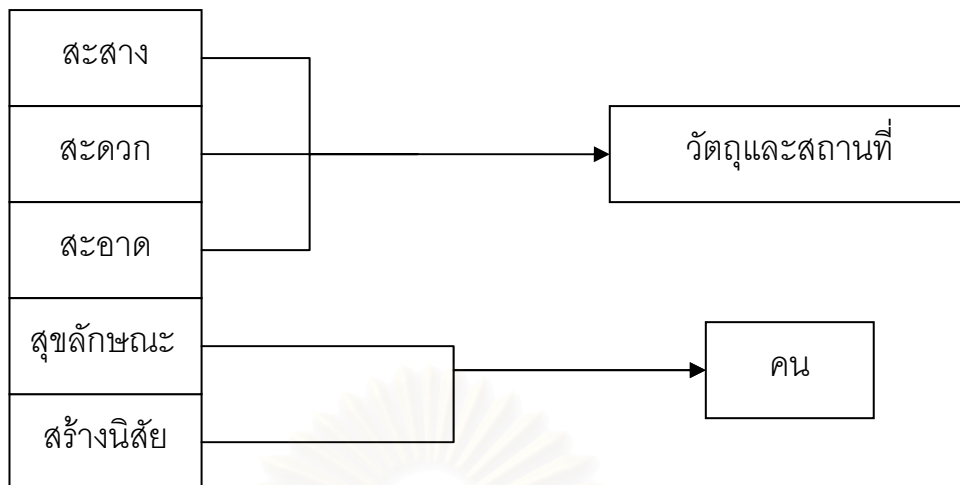 สะสาง
สะดวก
สะอาด
สุขลักษณะ
สร้างนิสัย
วัตถุและสถานที่
คน